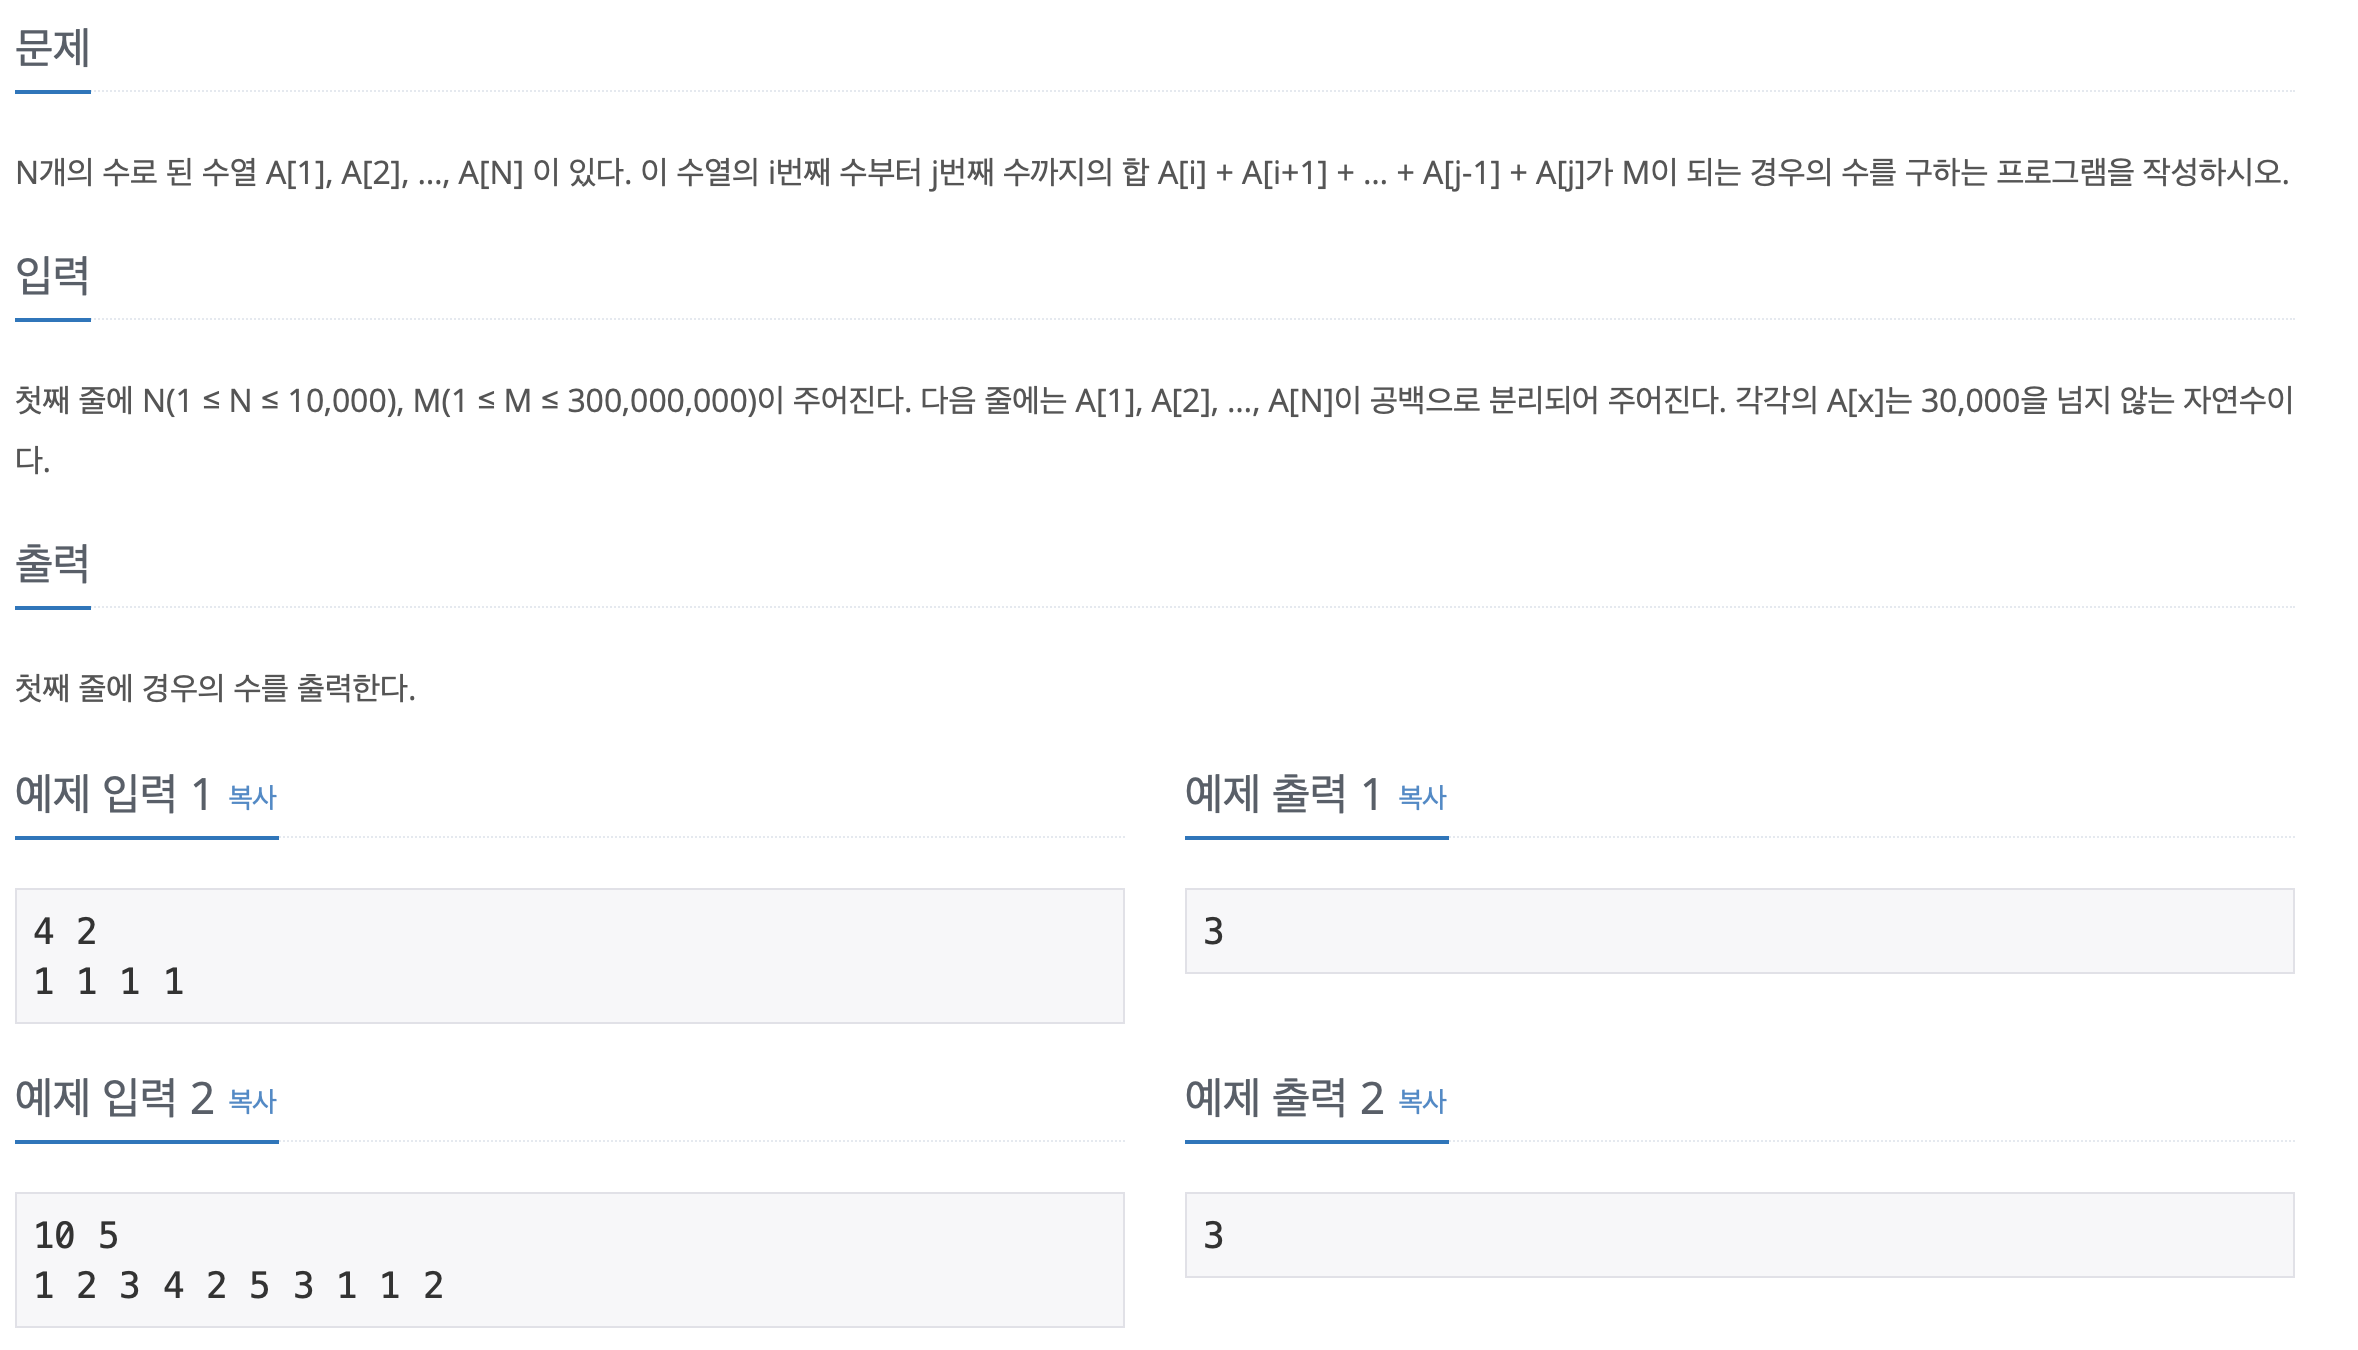 문제
N개의 수로 된 수열 A[1], A[2], …, A[N] 이 있다. 이 수열의 i번째 수부터 j번째 수까지의 합 A[i] + A[i+1] + … + A[j-1] + A[j]가 M이 되는 경우의 수를 구하는 프로그램을 작성하시오.
입력
첫째 줄에 N(1 ≤ N ≤ 10,000), M(1 ≤ M ≤ 300,000,000)이 주어진다. 다음 줄에는 A[1], A[2], …, A[N]이 공백으로 분리되어 주어진다. 각각의 A[x]는 30,000을 넘지 않는 자연수이
다.
출력
첫째 줄에 경우의 수를 출력한다.
예제 입력 1 복사
4 2
1 1 1 1
예제 출력 1 복사
3
예제 입력 2 복사
10 5
1 2 3 4 2 5 3 1 1 2
예제 출력 2 복사
3